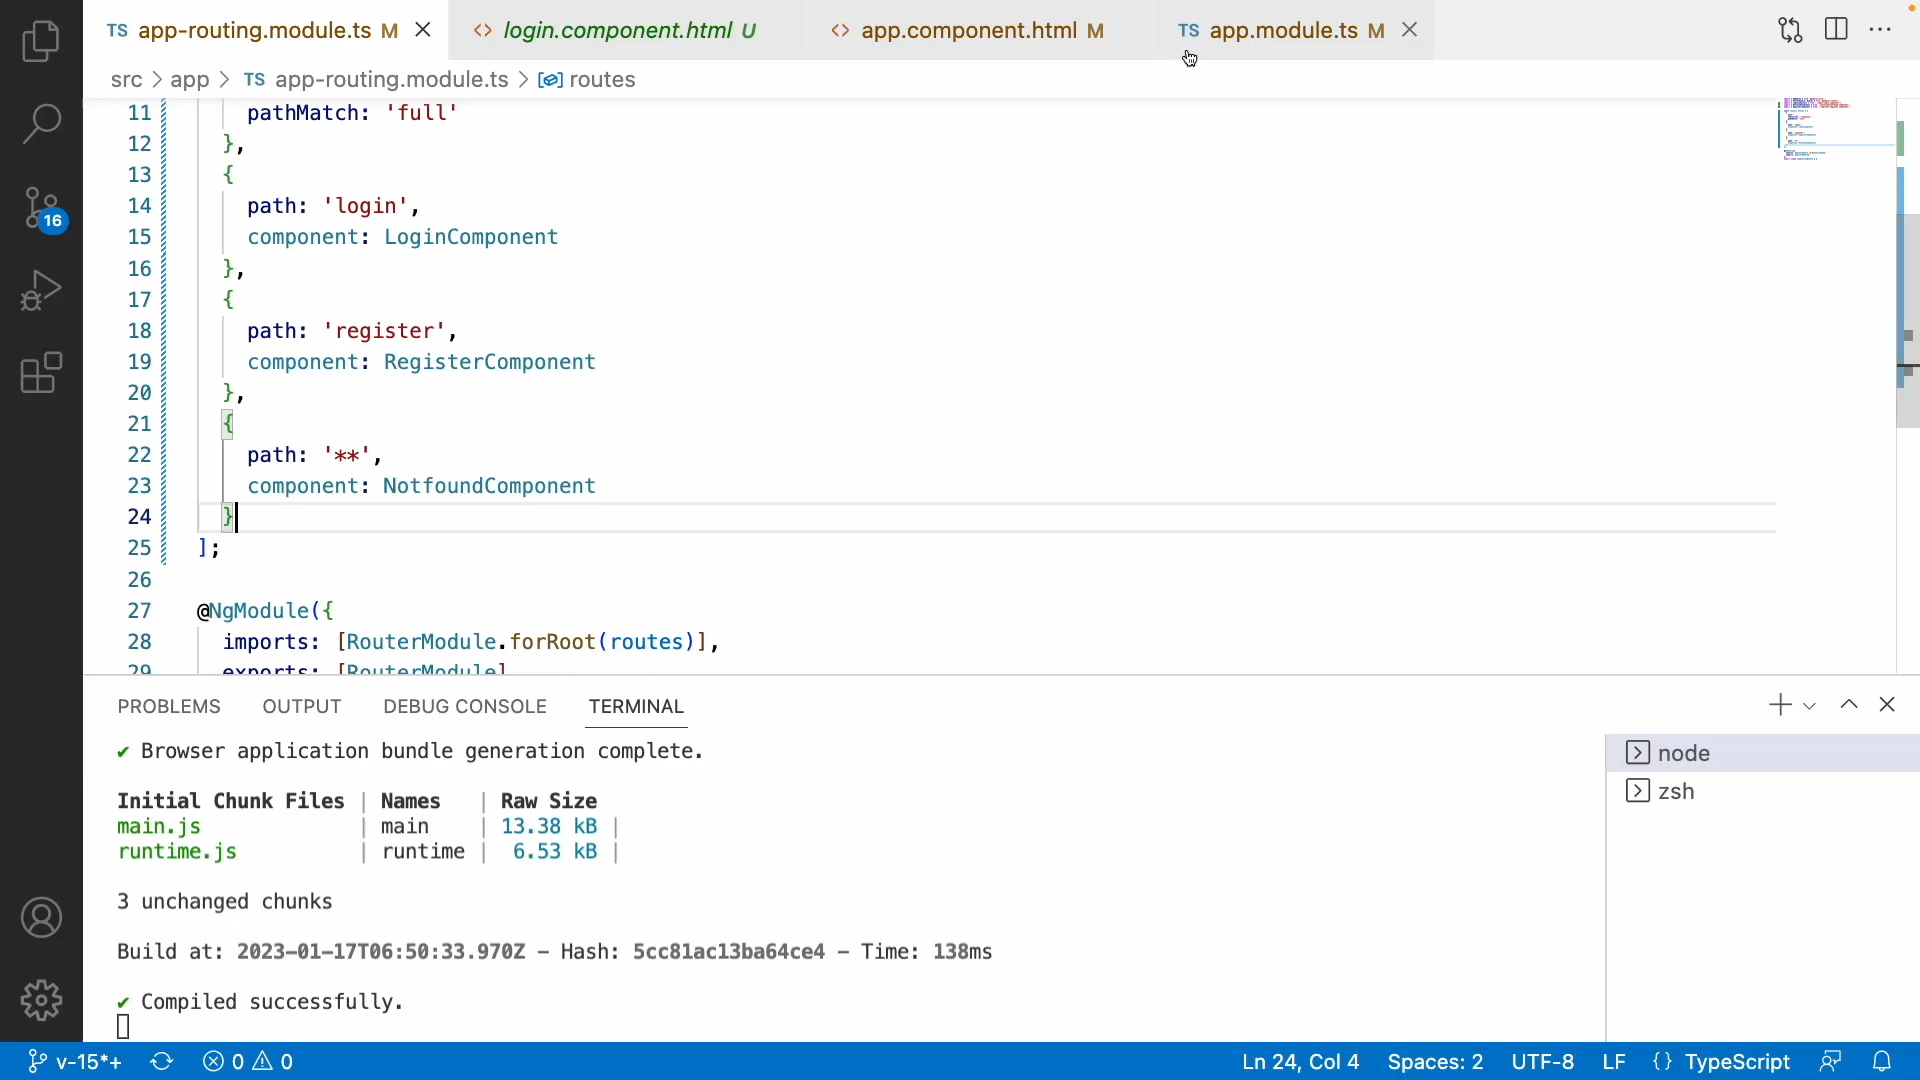 TS app-routing.module.ts M
<> login.component.html U
<> app.component.html M
TS app.module.ts M
src > app > TS app-routing.module.ts > routes
11 pathMatch: 'full'
12 },
13 {
14 path: 'login',
15 component: LoginComponent
16 },
17 {
18 path: 'register',
19 component: RegisterComponent
20 },
21 {
22 path: '**',
23 component: NotfoundComponent
24 }
25 ];
26
27 @NgModule({
28 imports: [RouterModule.forRoot(routes)],
29 exports: [RouterModule]
16
PROBLEMS OUTPUT DEBUG CONSOLE TERMINAL
✔ Browser application bundle generation complete.
Initial Chunk Files | Names | Raw Size
main.js | main | 13.38 kB |
runtime.js | runtime | 6.53 kB |
3 unchanged chunks
Build at: 2023-01-17T06:50:33.970Z - Hash: 5cc81ac13ba64ce4 - Time: 138ms
✔ Compiled successfully.
node
zsh
v-15*+ 0 0 Ln 24, Col 4 Spaces: 2 UTF-8 LF {} TypeScript